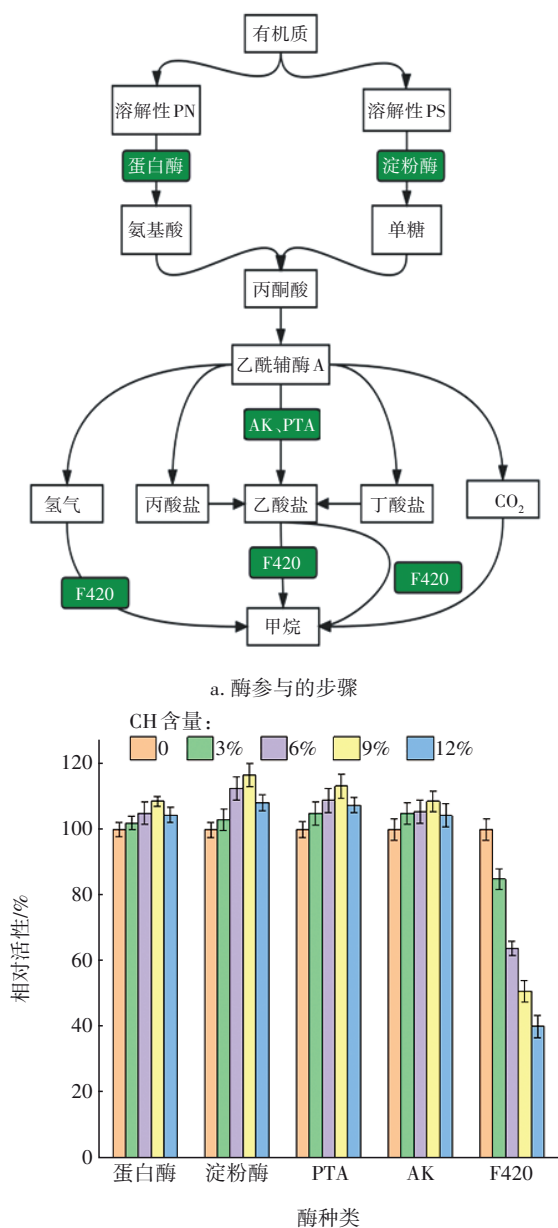 有机质
溶解性PN
溶解性PS
蛋白酶
淀粉酶
氨基酸
单糖
丙酮酸
乙酰辅酶A
AK、PTA
氢气
丙酸盐
乙酸盐
丁酸盐
CO₂
F420
F420
F420
甲烷
a. 酶参与的步骤
CH含量:
0
3%
6%
9%
12%
相对活性/%
120
100
80
60
40
20
0
蛋白酶
淀粉酶
PTA
AK
F420
酶种类